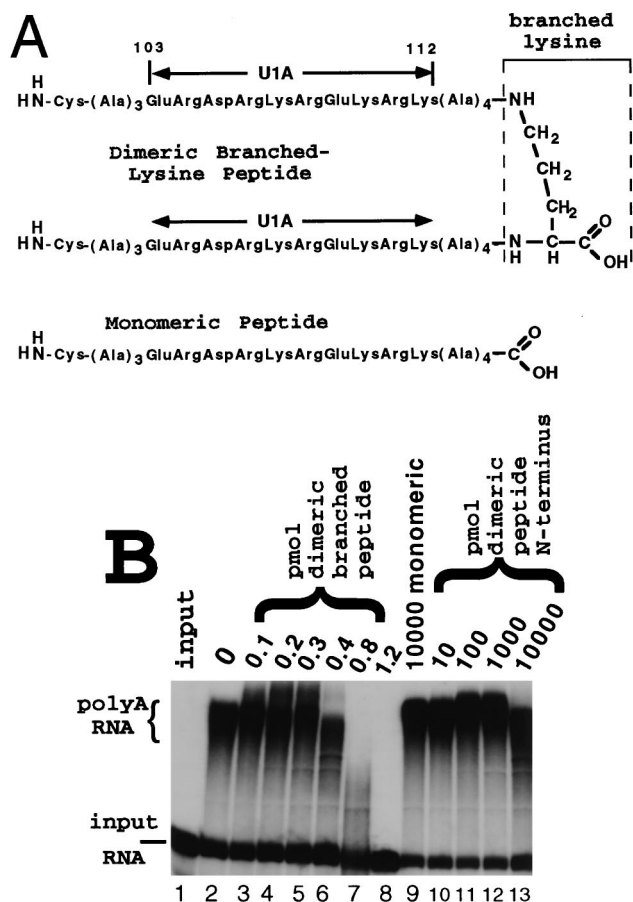 A
branched
lysine
103
112
U1A
H
HN-Cys-(Ala)3GluArgAspArgLysArgGluLysArgLys(Ala)4-NH
CH2
Dimeric Branched-
Lysine Peptide
CH2
CH2
U1A
H
HN-Cys-(Ala)3GluArgAspArgLysArgGluLysArgLys(Ala)4-N-C-C
H
H
O
OH
Monomeric Peptide
H
HN-Cys-(Ala)3GluArgAspArgLysArgGluLysArgLys(Ala)4-C
O
OH
B
pmol
dimeric
branched
peptide
pmol
dimeric
peptide
N-terminus
input
0
0.1
0.2
0.3
0.4
0.8
1.2
10000 monomeric
10
100
1000
10000
polyA
RNA
input
RNA
1 2 3 4 5 6 7 8 9 10 11 12 13